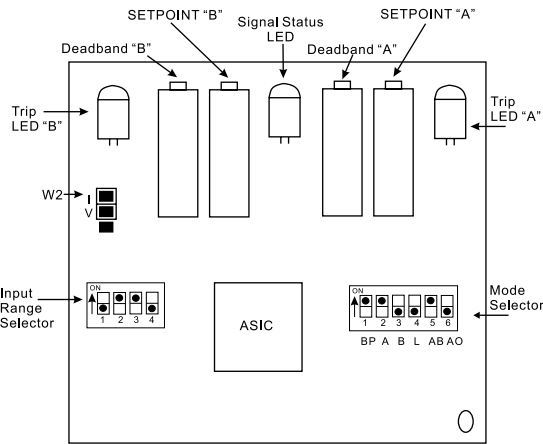 SETPOINT "B"
Signal Status
LED
SETPOINT "A"
Deadband "B"
Deadband "A"
Trip
LED "B"
Trip
LED "A"
W2
I
V
Input
Range
Selector
ON
1 2 3 4
ASIC
ON
1 2 3 4 5 6
BP A B L AB AO
Mode
Selector